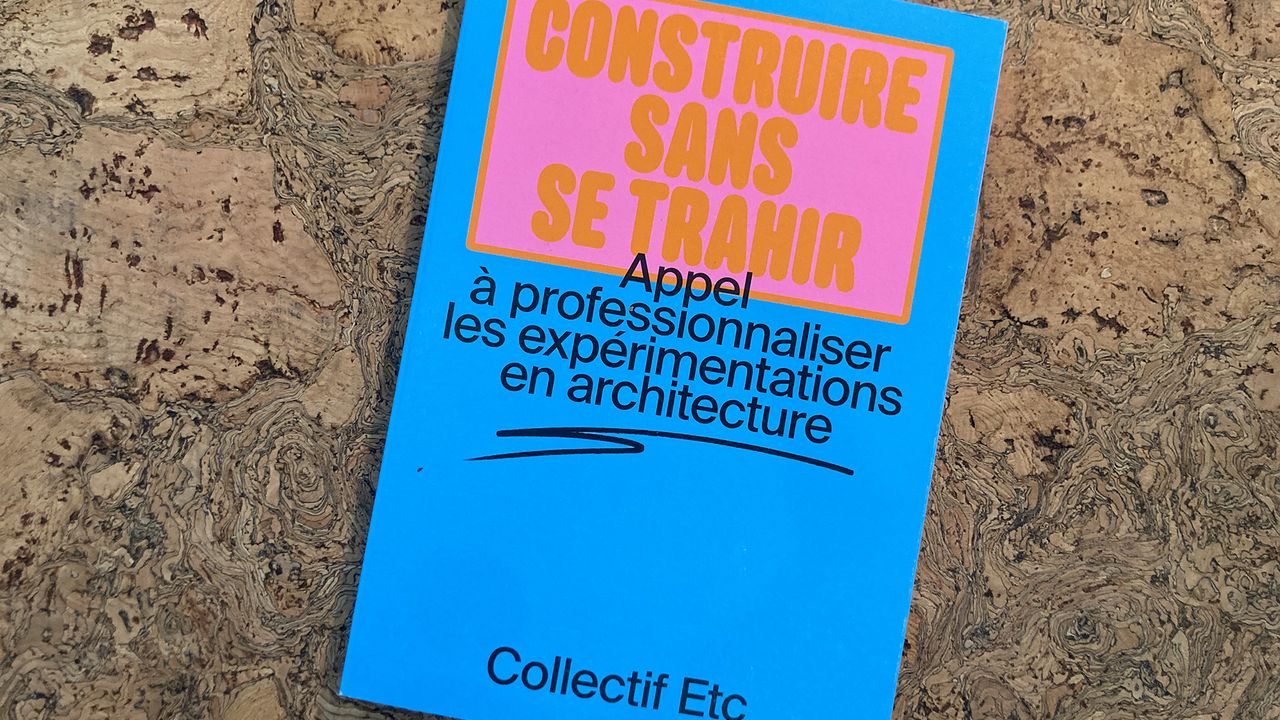 CONSTRUIRE
SANS
SE TRAHIR
Appel
à professionnaliser
les expérimentations
en architecture
Collectif Etc